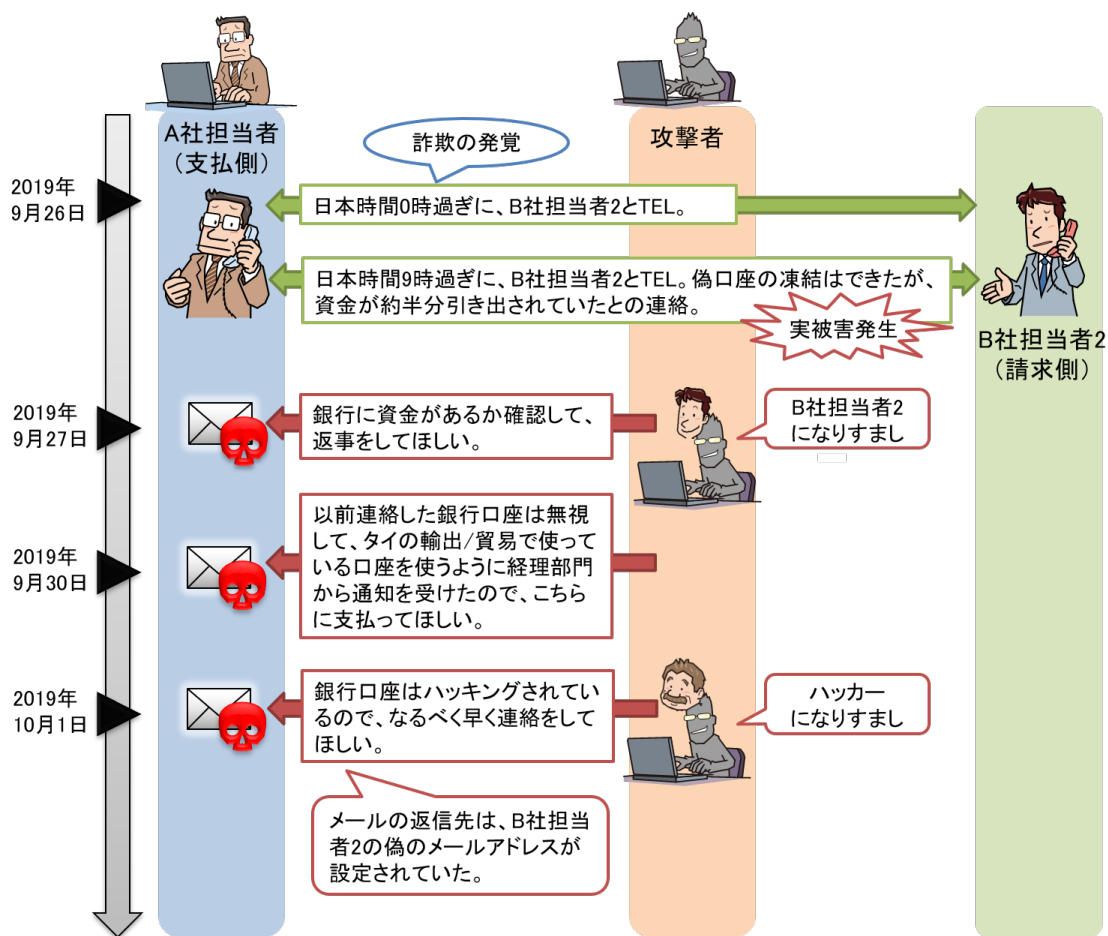 A社担当者
（支払側）
攻撃者
詐欺の発覚
2019年
9月26日
日本時間0時過ぎに、B社担当者2とTEL。
日本時間9時過ぎに、B社担当者2とTEL。偽口座の凍結はできたが、
資金が約半分引き出されていたとの連絡。
実被害発生
B社担当者2
（請求側）
2019年
9月27日
銀行に資金があるか確認して、
返事をしてほしい。
B社担当者2
になりすまし
2019年
9月30日
以前連絡した銀行口座は無視
して、タイの輸出/貿易で使って
いる口座を使うように経理部門
から通知を受けたので、こちら
に支払ってほしい。
2019年
10月1日
銀行口座はハッキングされてい
るので、なるべく早く連絡をして
ほしい。
ハッカー
になりすまし
メールの返信先は、B社担当
者2の偽のメールアドレスが
設定されていた。